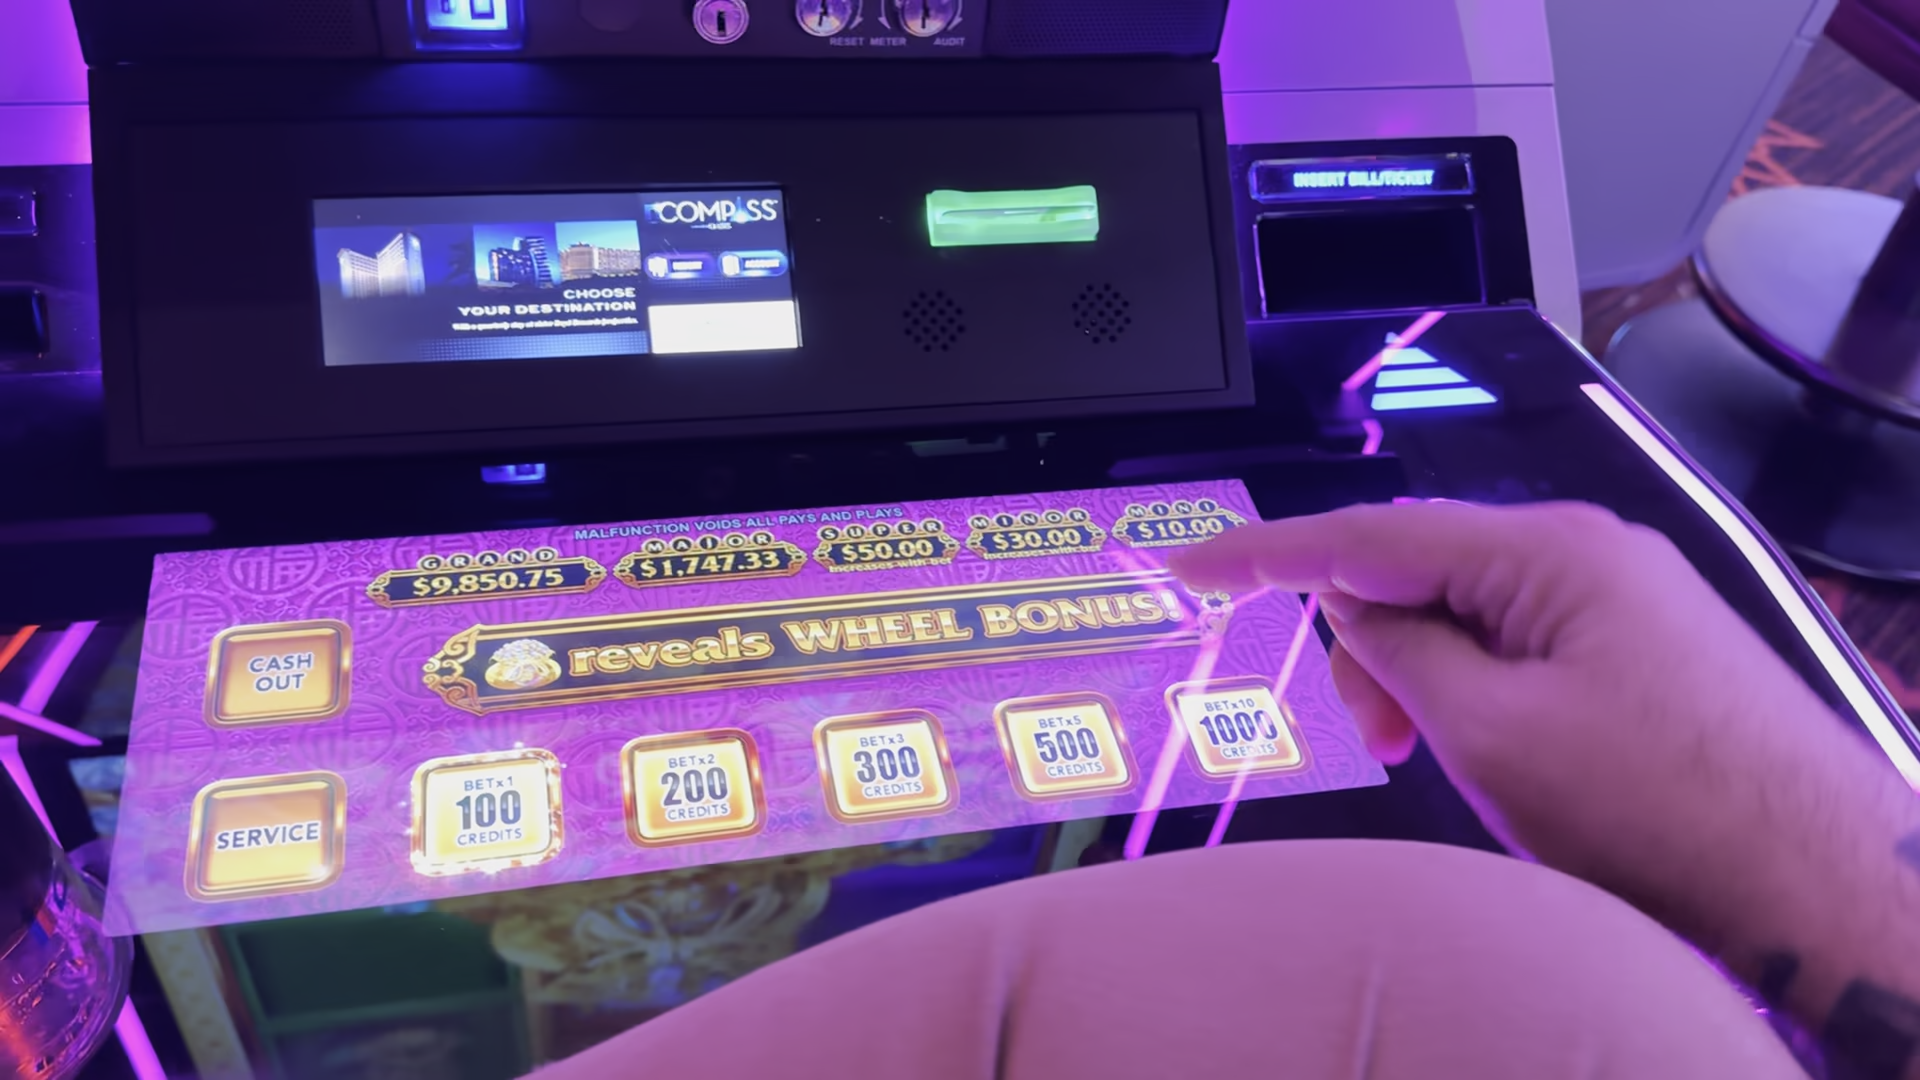 RESET METER AUDIT
INSERT BILL/TICKET
COMPASS
CHOOSE
YOUR DESTINATION
MALFUNCTION VOIDS ALL PAYS AND PLAYS
GRAND
$9,850.75
MAJOR
$1,747.33
SUPER
$50.00
Increases with bet
MINOR
$30.00
Increases with bet
MINI
$10.00
Increases
reveals WHEEL BONUS!
CASH
OUT
SERVICE
BETx1
100
CREDITS
BETx2
200
CREDITS
BETx3
300
CREDITS
BETx5
500
CREDITS
BETx10
1000
CREDITS